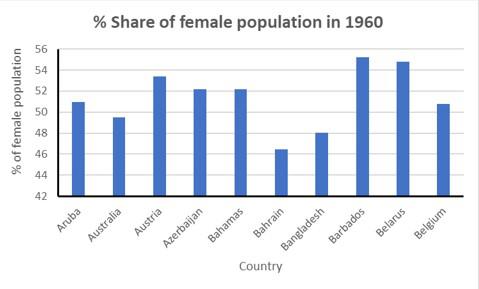 % Share of female population in 1960
% of female population
56
54
52
50
48
46
44
42
Aruba
Australia
Austria
Azerbaijan
Bahamas
Bahrain
Bangladesh
Barbados
Belarus
Belgium
Country